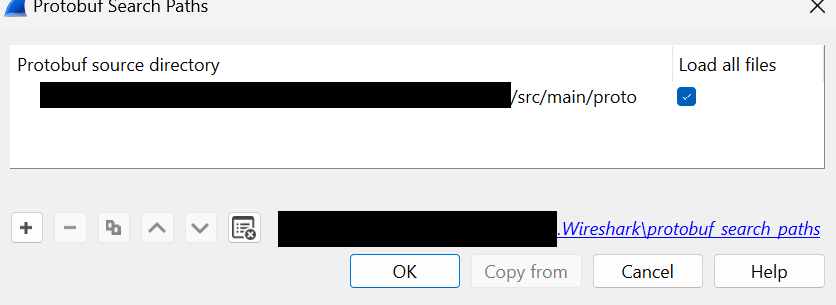 Protobuf Search Paths
Protobuf source directory Load all files
/src/main/proto
.Wireshark\protobuf_search_paths
OK Copy from Cancel Help